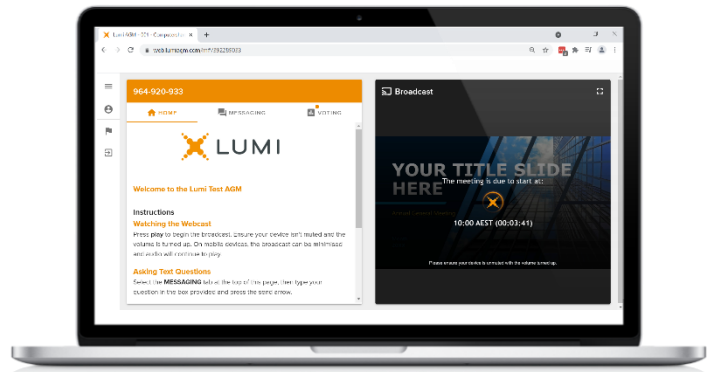 964-920-933
HOME
MESSAGING
VOTING
LUMI
Welcome to the Lumi Test AGM
Instructions
Watching the Webcast
Press play to begin the broadcast. Ensure your device isn't muted and the
volume is turned up. On mobile devices, the broadcast can be minimised
and audio will continue to play.
Asking Text Questions
Select the MESSAGING tab at the top of this page, then type your
question in the box provided and press the send arrow.
Broadcast
YOUR TITLE SLIDE
HERE
The meeting is due to start at:
10:00 AEST (00:03:41)
Please ensure your device is unmuted with the volume turned up.